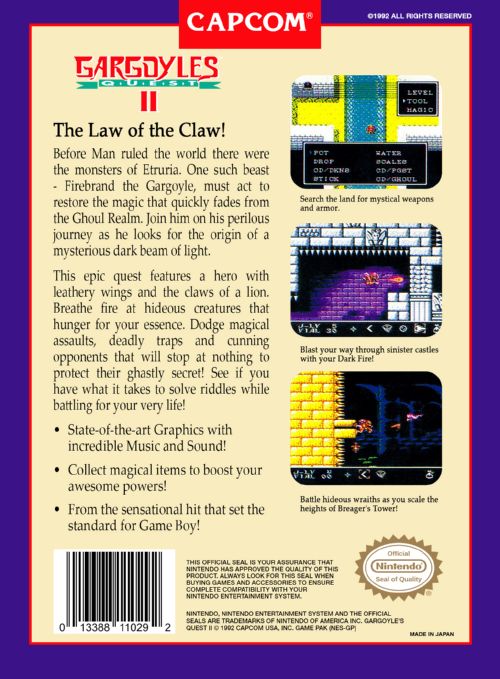 CAPCOM®
©1992 ALL RIGHTS RESERVED
GARGOYLES
Q·U·E·S·T
II
The Law of the Claw!
Before Man ruled the world there were
the monsters of Etruria. One such beast
- Firebrand the Gargoyle, must act to
restore the magic that quickly fades from
the Ghoul Realm. Join him on his perilous
journey as he looks for the origin of a
mysterious dark beam of light.
This epic quest features a hero with
leathery wings and the claws of a lion.
Breathe fire at hideous creatures that
hunger for your essence. Dodge magical
assaults, deadly traps and cunning
opponents that will stop at nothing to
protect their ghastly secret! See if you
have what it takes to solve riddles while
battling for your very life!
• State-of-the-art Graphics with
incredible Music and Sound!
• Collect magical items to boost your
awesome powers!
• From the sensational hit that set the
standard for Game Boy!
LEVEL
TOOL
MAGIC
POT WATER
DROP SCALES
CD/DKNS CD/PGST
STICK CD/GHOUL
Search the land for mystical weapons
and armor.
J-LV 5
VIAL
Blast your way through sinister castles
with your Dark Fire!
J-LV
VIAL 00
Battle hideous wraiths as you scale the
heights of Breager's Tower!
0 13388 11029 2
THIS OFFICIAL SEAL IS YOUR ASSURANCE THAT
NINTENDO HAS APPROVED THE QUALITY OF THIS
PRODUCT. ALWAYS LOOK FOR THIS SEAL WHEN
BUYING GAMES AND ACCESSORIES TO ENSURE
COMPLETE COMPATIBILITY WITH YOUR
NINTENDO ENTERTAINMENT SYSTEM.
NINTENDO, NINTENDO ENTERTAINMENT SYSTEM AND THE OFFICIAL
SEALS ARE TRADEMARKS OF NINTENDO OF AMERICA INC. GARGOYLE'S
QUEST II © 1992 CAPCOM USA, INC. GAME PAK (NES-GP)
Official
Nintendo
Seal of Quality
MADE IN JAPAN